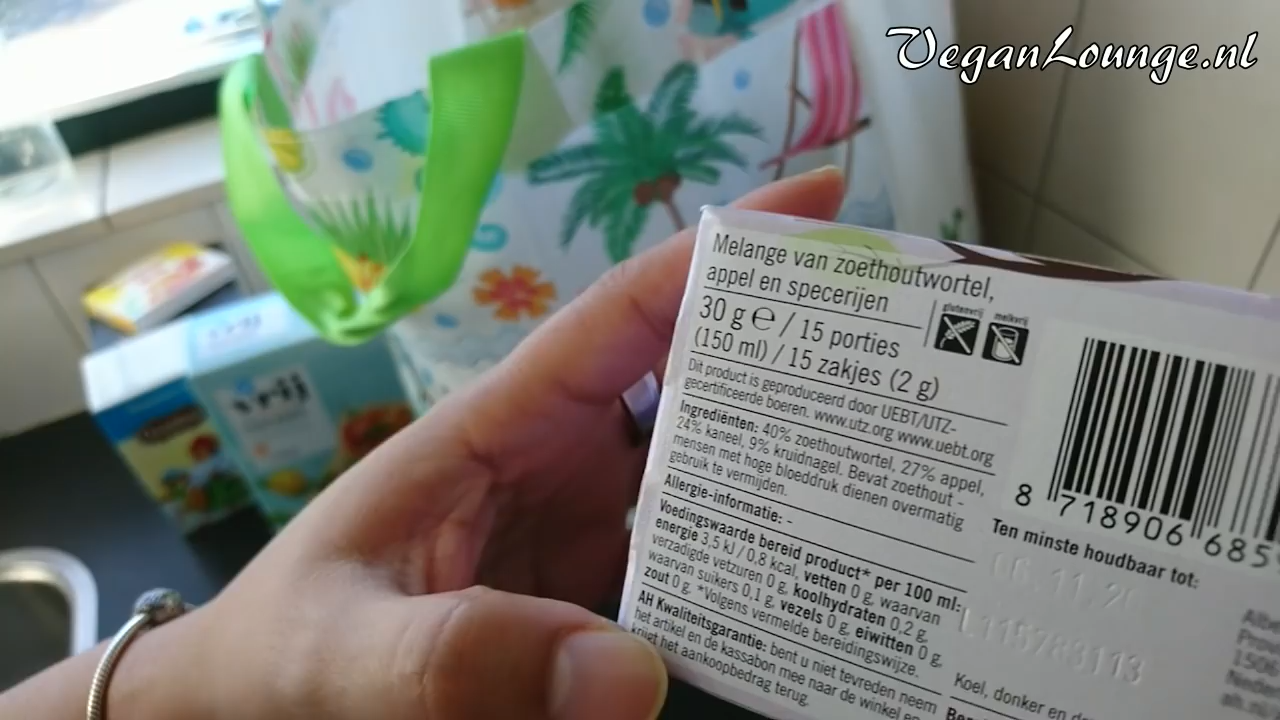 VeganLounge.nl
Melange van zoethoutwortel,
appel en specerijen
30 g e / 15 porties
(150 ml) / 15 zakjes (2 g)
glutenvrij melkvrij
Dit product is geproduceerd door UEBT/UTZ-
gecertificeerde boeren. www.utz.org www.uebt.org
Ingrediënten: 40% zoethoutwortel, 27% appel,
24% kaneel, 9% kruidnagel. Bevat zoethout -
mensen met hoge bloeddruk dienen overmatig
gebruik te vermijden.
Allergie-informatie: -
Voedingswaarde bereid product* per 100 ml:
energie 3,5 kJ / 0,8 kcal, vetten 0 g, waarvan
verzadigde vetzuren 0 g, koolhydraten 0,2 g,
waarvan suikers 0,1 g, vezels 0 g, eiwitten 0 g,
zout 0 g. *Volgens vermelde bereidingswijze.
AH Kwaliteitsgarantie: bent u niet tevreden neem
het artikel en de kassabon mee naar de winkel en
krijgt het aankoopbedrag terug.
8 718906 685
Ten minste houdbaar tot:
L115783113
Koel, donker en
vrij